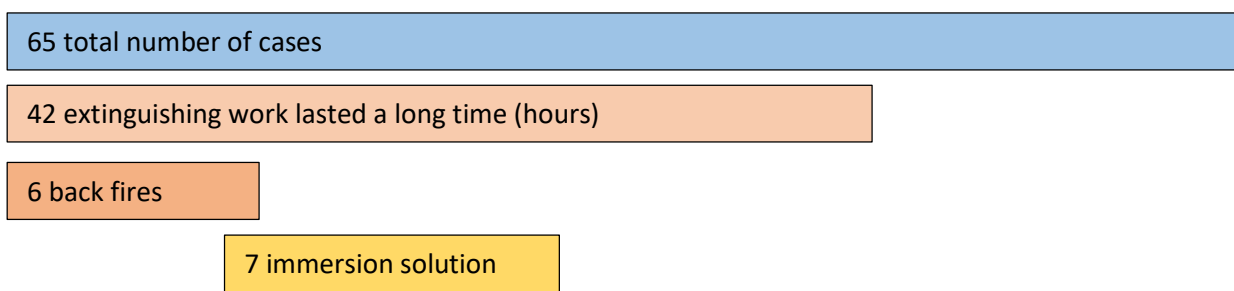 65 total number of cases
42 extinguishing work lasted a long time (hours)
6 back fires
7 immersion solution